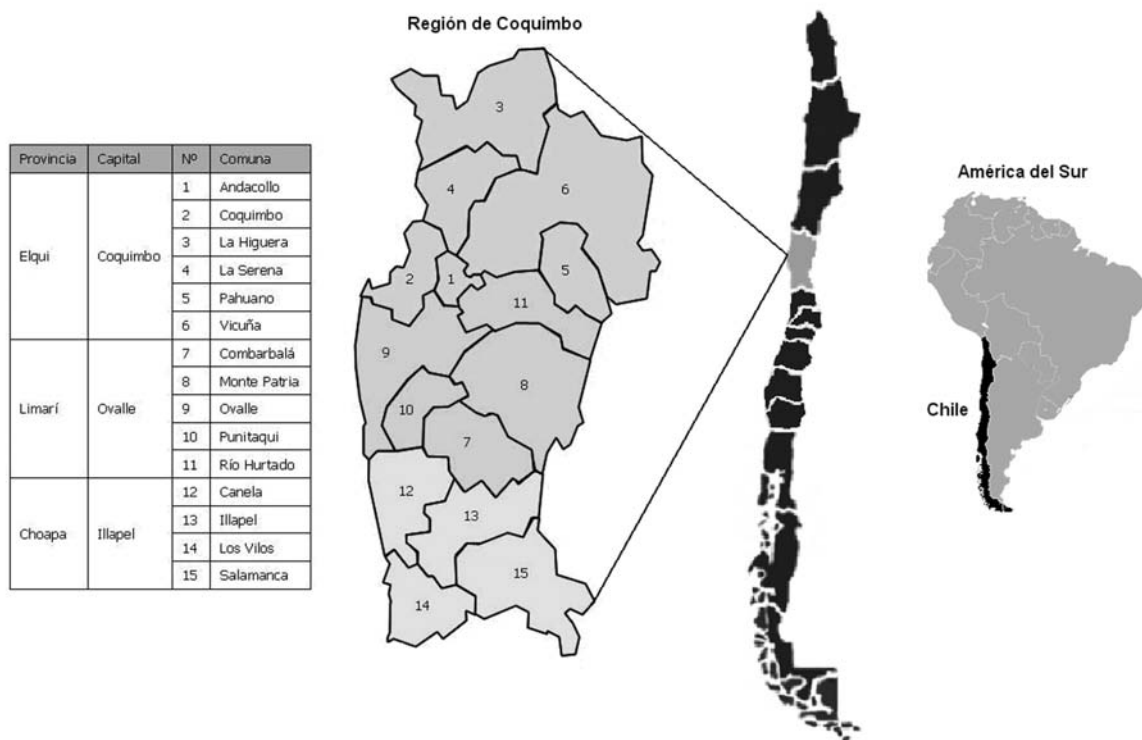 Región de Coquimbo
Provincia Capital Nº Comuna
Elqui Coquimbo
1 Andacollo
2 Coquimbo
3 La Higuera
4 La Serena
5 Pahuano
6 Vicuña
Limarí Ovalle
7 Combarbalá
8 Monte Patria
9 Ovalle
10 Punitaqui
11 Río Hurtado
Choapa Illapel
12 Canela
13 Illapel
14 Los Vilos
15 Salamanca
3
4
6
2
1
5
11
9
8
10
7
12
13
15
14
América del Sur
Chile